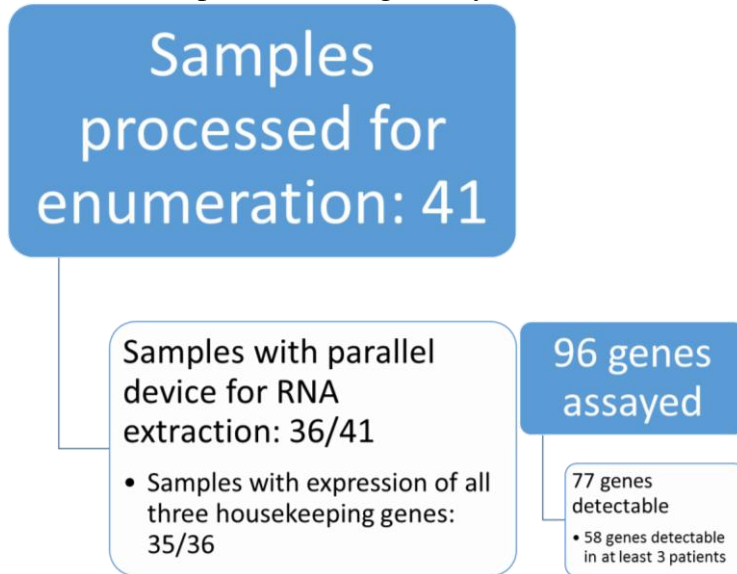 Samples
processed for
enumeration: 41
Samples with parallel
device for RNA
extraction: 36/41
• Samples with expression of all
three housekeeping genes:
35/36
96 genes
assayed
77 genes
detectable
• 58 genes detectable
in at least 3 patients